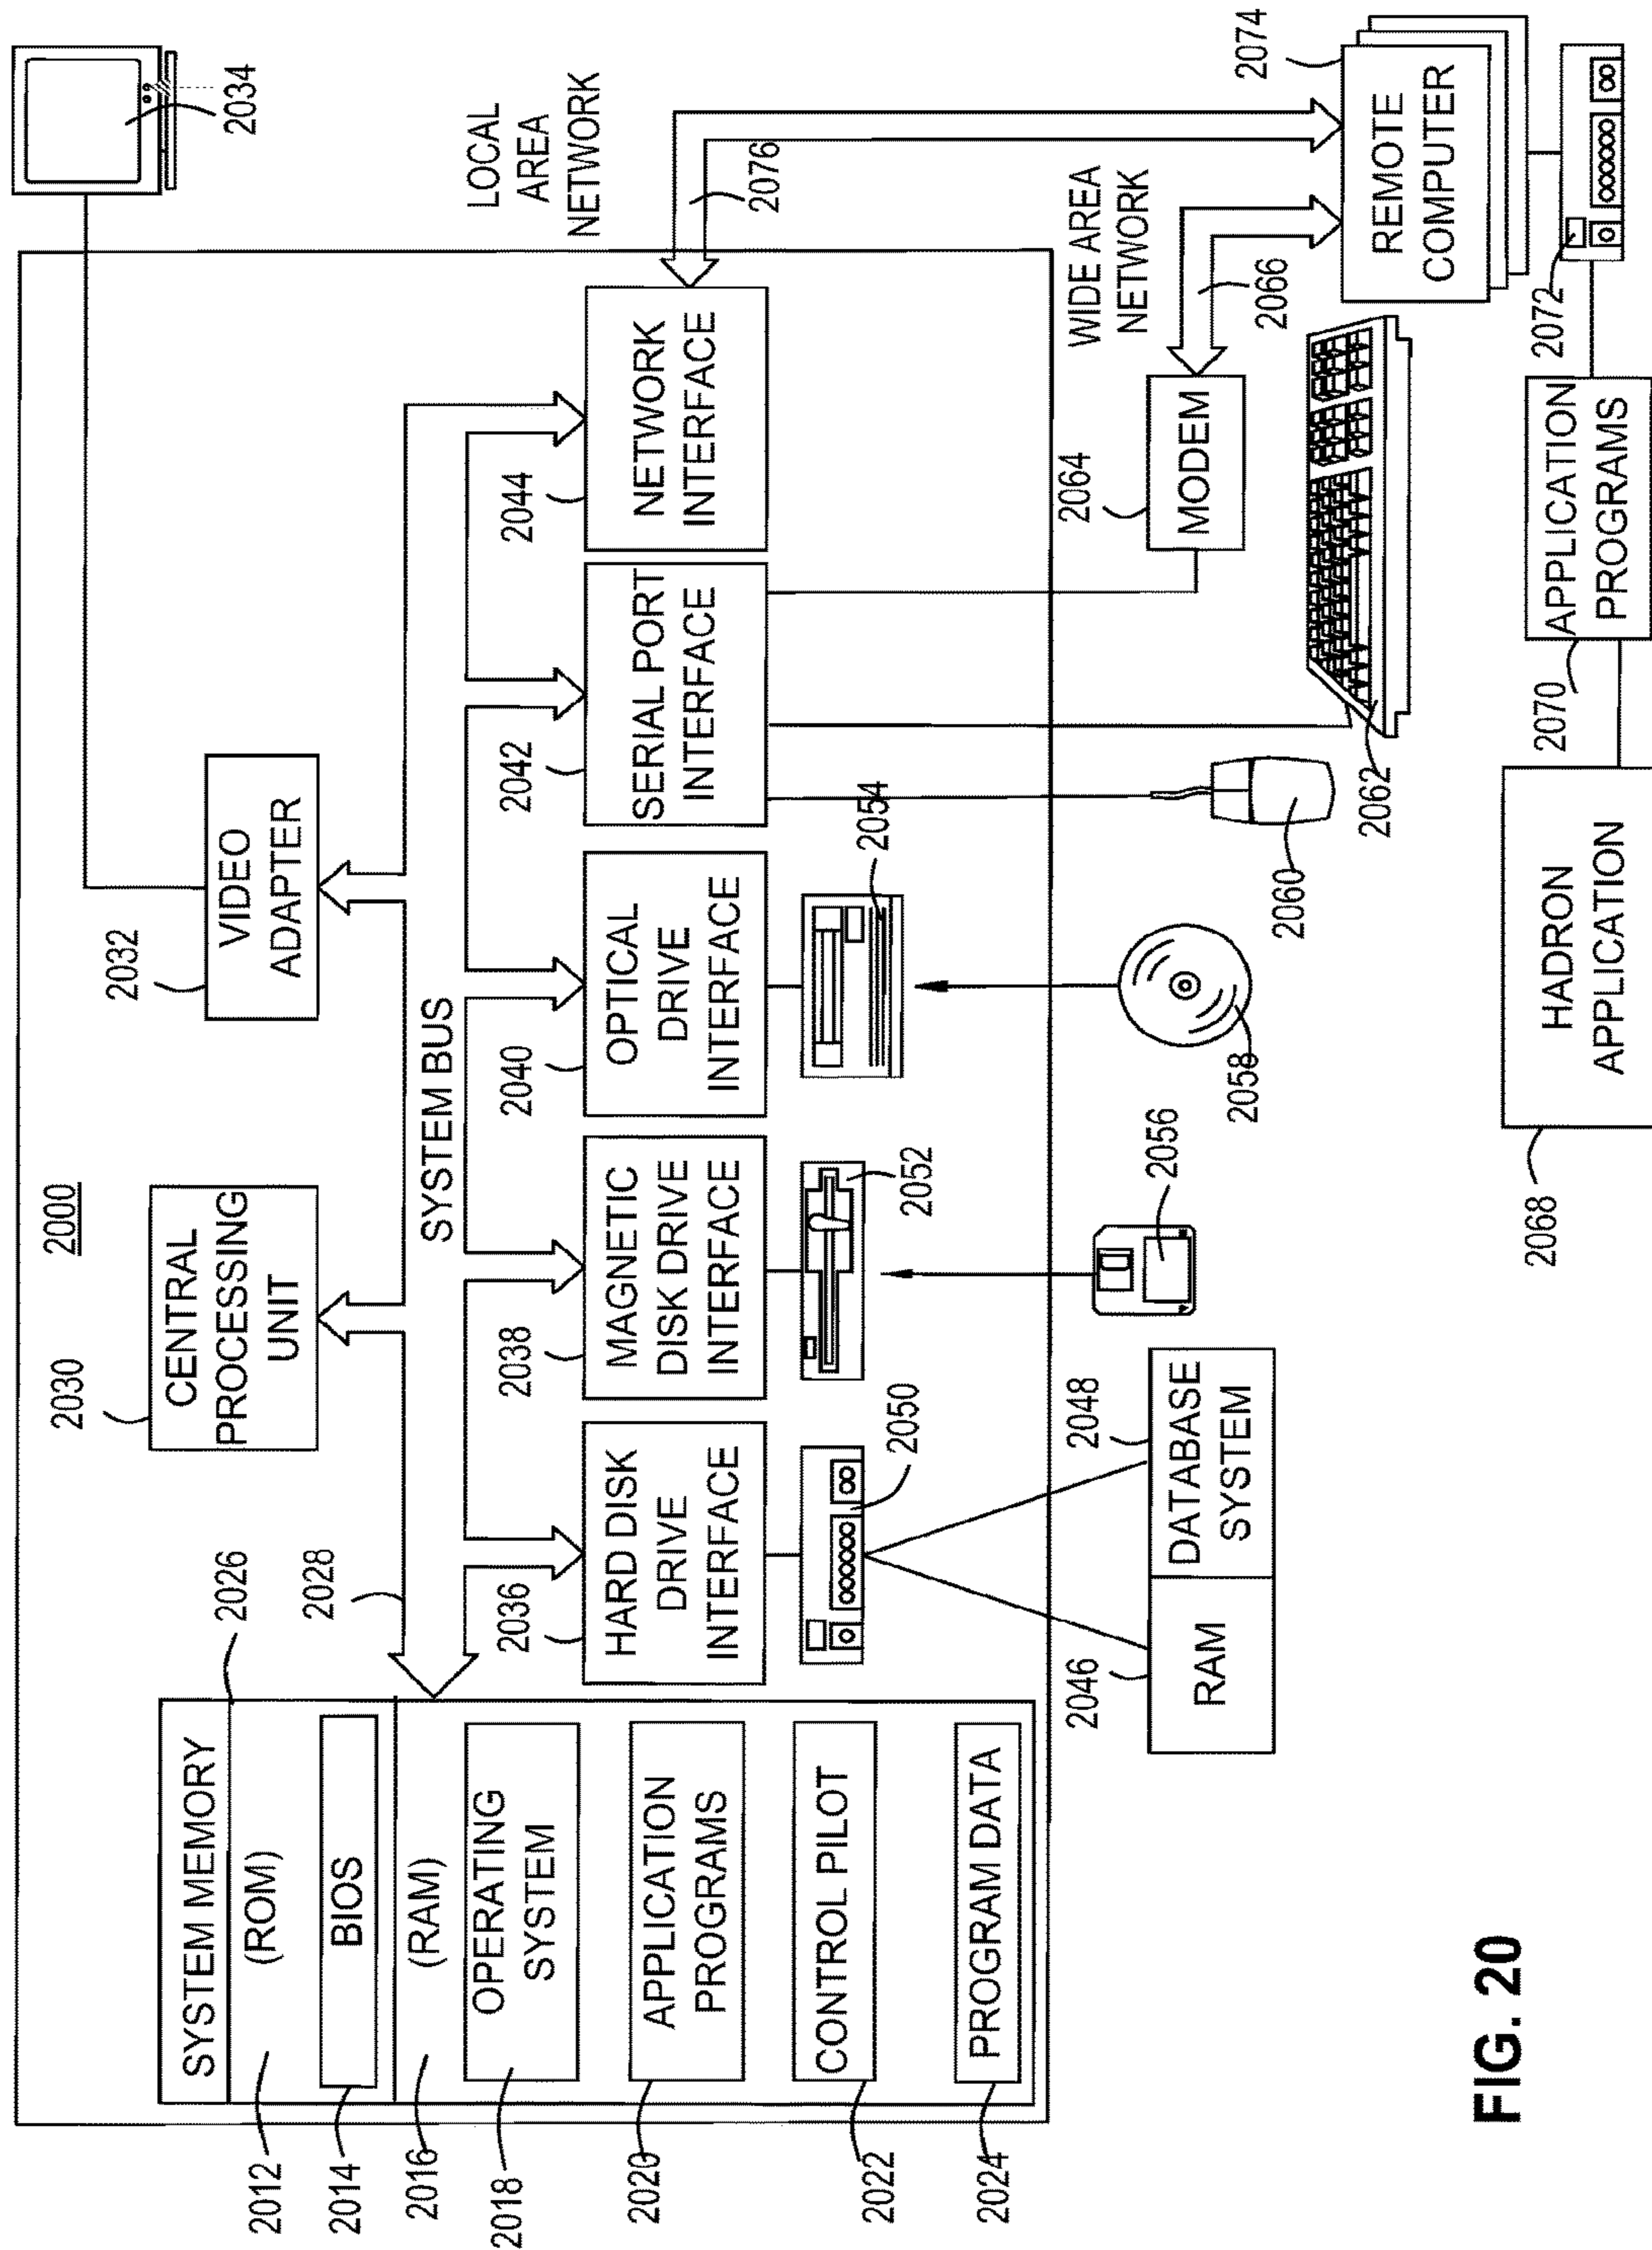 2000
2034
2030
CENTRAL
PROCESSING
UNIT
2032
VIDEO
ADAPTER
2026
SYSTEM MEMORY
2012
(ROM)
2014
BIOS
2016
(RAM)
2018
OPERATING
SYSTEM
2020
APPLICATION
PROGRAMS
2022
CONTROL PILOT
2024
PROGRAM DATA
2028
SYSTEM BUS
2036
HARD DISK
DRIVE
INTERFACE
2038
MAGNETIC
DISK DRIVE
INTERFACE
2040
OPTICAL
DRIVE
INTERFACE
2042
SERIAL PORT
INTERFACE
2044
NETWORK
INTERFACE
LOCAL
AREA
NETWORK
2076
2050
2052
2054
2046
RAM
2048
DATABASE
SYSTEM
2056
2058
2060
2062
2064
MODEM
WIDE AREA
NETWORK
2066
2074
REMOTE
COMPUTER
2068
HADRON
APPLICATION
2070
APPLICATION
PROGRAMS
2072
FIG. 20